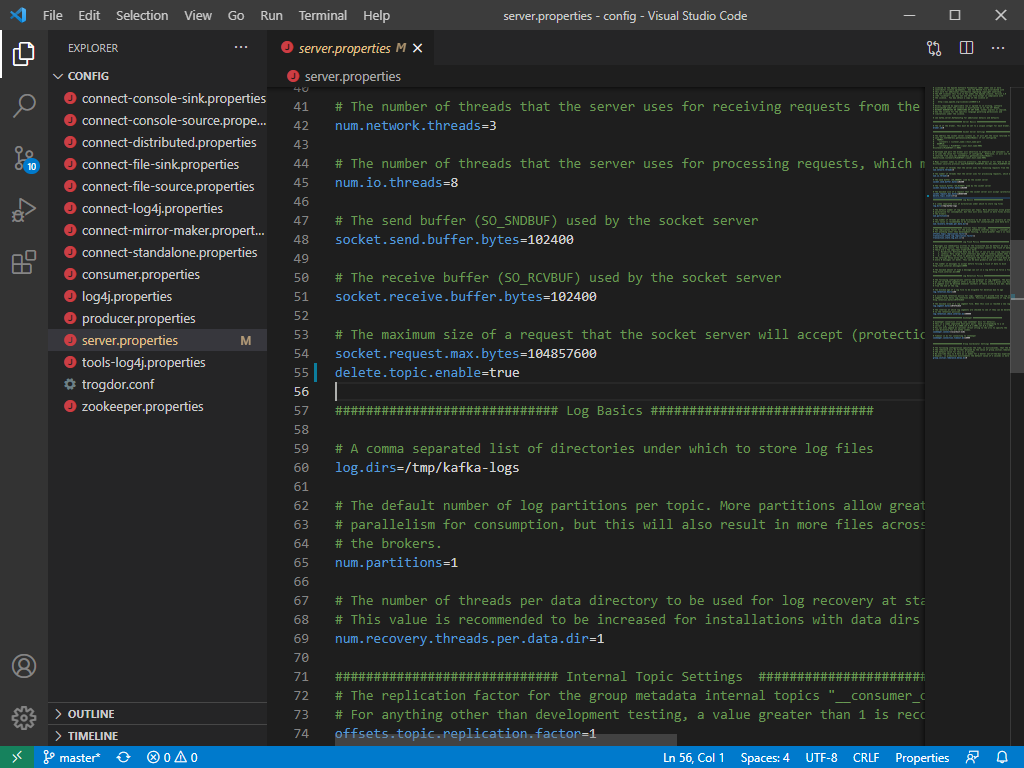 File Edit Selection View Go Run Terminal Help
server.properties - config - Visual Studio Code
EXPLORER
CONFIG
connect-console-sink.properties
connect-console-source.prope...
connect-distributed.properties
connect-file-sink.properties
connect-file-source.properties
connect-log4j.properties
connect-mirror-maker.propert...
connect-standalone.properties
consumer.properties
log4j.properties
producer.properties
server.properties M
tools-log4j.properties
trogdor.conf
zookeeper.properties
OUTLINE
TIMELINE
10
server.properties M
server.properties
40
41 # The number of threads that the server uses for receiving requests from the
42 num.network.threads=3
43
44 # The number of threads that the server uses for processing requests, which
45 num.io.threads=8
46
47 # The send buffer (SO_SNDBUF) used by the socket server
48 socket.send.buffer.bytes=102400
49
50 # The receive buffer (SO_RCVBUF) used by the socket server
51 socket.receive.buffer.bytes=102400
52
53 # The maximum size of a request that the socket server will accept (protectio
54 socket.request.max.bytes=104857600
55 delete.topic.enable=true
56
57 ############################# Log Basics #############################
58
59 # A comma separated list of directories under which to store log files
60 log.dirs=/tmp/kafka-logs
61
62 # The default number of log partitions per topic. More partitions allow great
63 # parallelism for consumption, but this will also result in more files across
64 # the brokers.
65 num.partitions=1
66
67 # The number of threads per data directory to be used for log recovery at sta
68 # This value is recommended to be increased for installations with data dirs
69 num.recovery.threads.per.data.dir=1
70
71 ############################# Internal Topic Settings ######################
72 # The replication factor for the group metadata internal topics "__consumer_o
73 # For anything other than development testing, a value greater than 1 is reco
74 offsets.topic.replication.factor=1
master* 0 0 Ln 56, Col 1 Spaces: 4 UTF-8 CRLF Properties